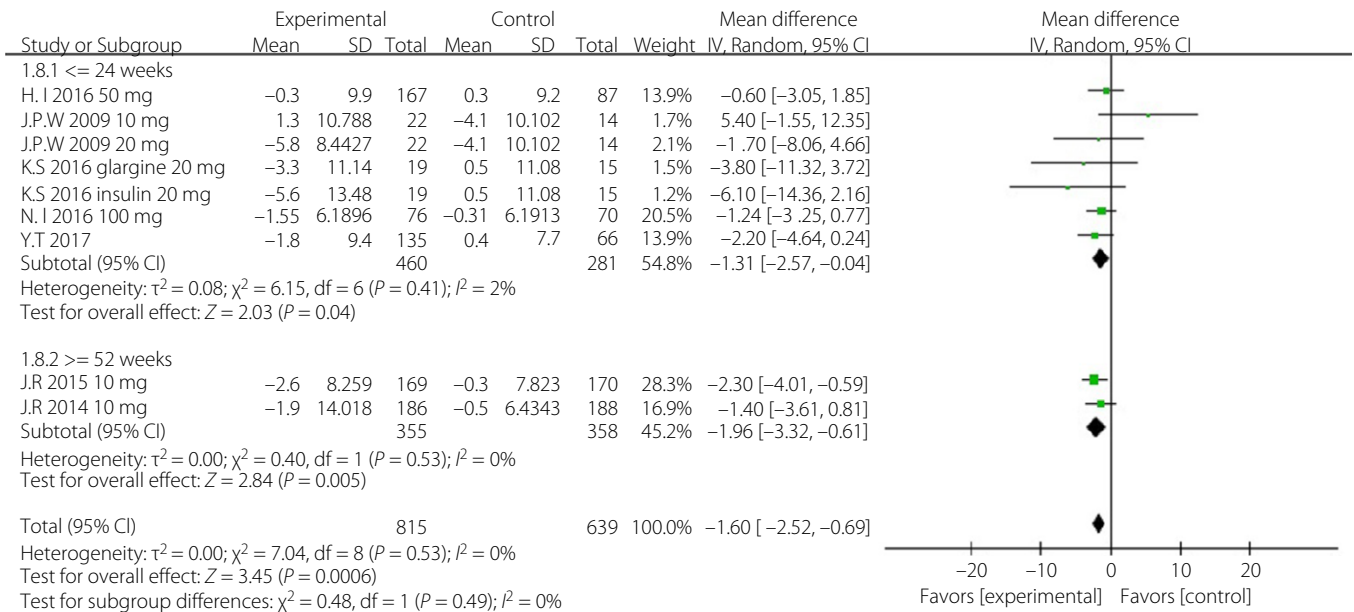 Experimental Control Mean difference Mean difference
Study or Subgroup Mean SD Total Mean SD Total Weight IV, Random, 95% CI IV, Random, 95% CI
1.8.1 <= 24 weeks
H. I 2016 50 mg −0.3 9.9 167 0.3 9.2 87 13.9% −0.60 [−3.05, 1.85]
J.P.W 2009 10 mg 1.3 10.788 22 −4.1 10.102 14 1.7% 5.40 [−1.55, 12.35]
J.P.W 2009 20 mg −5.8 8.4427 22 −4.1 10.102 14 2.1% −1 .70 [−8.06, 4.66]
K.S 2016 glargine 20 mg −3.3 11.14 19 0.5 11.08 15 1.5% −3.80 [−11.32, 3.72]
K.S 2016 insulin 20 mg −5.6 13.48 19 0.5 11.08 15 1.2% −6.10 [−14.36, 2.16]
N. I 2016 100 mg −1.55 6.1896 76 −0.31 6.1913 70 20.5% −1.24 [−3 .25, 0.77]
Y.T 2017 −1.8 9.4 135 0.4 7.7 66 13.9% −2.20 [−4.64, 0.24]
Subtotal (95% CI) 460 281 54.8% −1.31 [−2.57, −0.04]
Heterogeneity: τ² = 0.08; χ² = 6.15, df = 6 (P = 0.41); I² = 2%
Test for overall effect: Z = 2.03 (P = 0.04)
1.8.2 >= 52 weeks
J.R 2015 10 mg −2.6 8.259 169 −0.3 7.823 170 28.3% −2.30 [−4.01, −0.59]
J.R 2014 10 mg −1.9 14.018 186 −0.5 6.4343 188 16.9% −1.40 [−3.61, 0.81]
Subtotal (95% CI) 355 358 45.2% −1.96 [−3.32, −0.61]
Heterogeneity: τ² = 0.00; χ² = 0.40, df = 1 (P = 0.53); I² = 0%
Test for overall effect: Z = 2.84 (P = 0.005)
Total (95% CI) 815 639 100.0% −1.60 [ −2.52, −0.69]
Heterogeneity: τ² = 0.00; χ² = 7.04, df = 8 (P = 0.53); I² = 0%
Test for overall effect: Z = 3.45 (P = 0.0006)
Test for subgroup differences: χ² = 0.48, df = 1 (P = 0.49); I² = 0%
−20 −10 0 10 20
Favors [experimental] Favors [control]